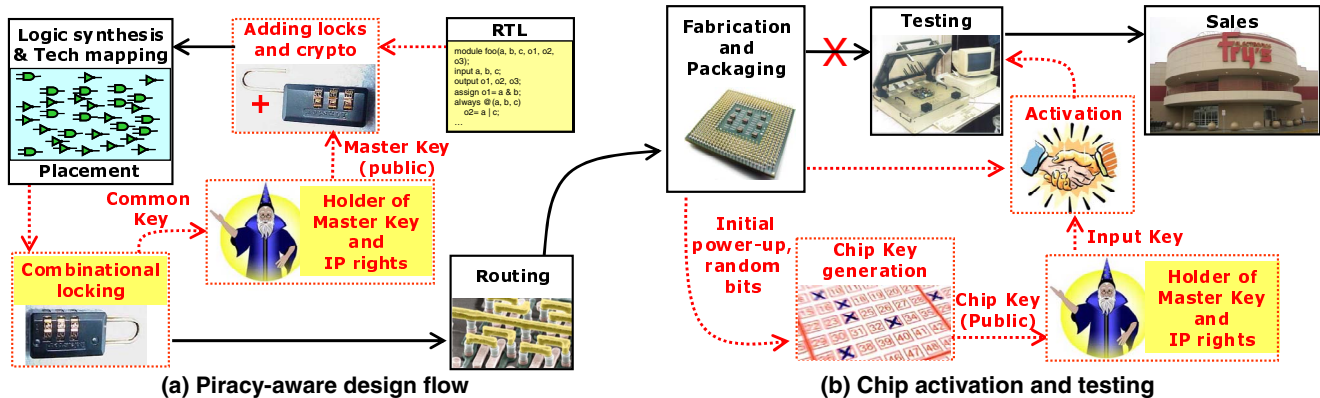 Logic synthesis
& Tech mapping
Placement
Adding locks
and crypto
+
RTL
module foo(a, b, c, o1, o2,
o3);
input a, b, c;
output o1, o2, o3;
assign o1= a & b;
always @(a, b, c)
o2= a | c;
...
Master Key
(public)
Common
Key
Holder of
Master Key
and
IP rights
Combinational
locking
Routing
(a) Piracy-aware design flow
Fabrication and
Packaging
X
Testing
Sales
fry's
Activation
Initial
power-up,
random
bits
Chip Key
generation
Chip Key
(Public)
Input Key
Holder of
Master Key
and
IP rights
(b) Chip activation and testing